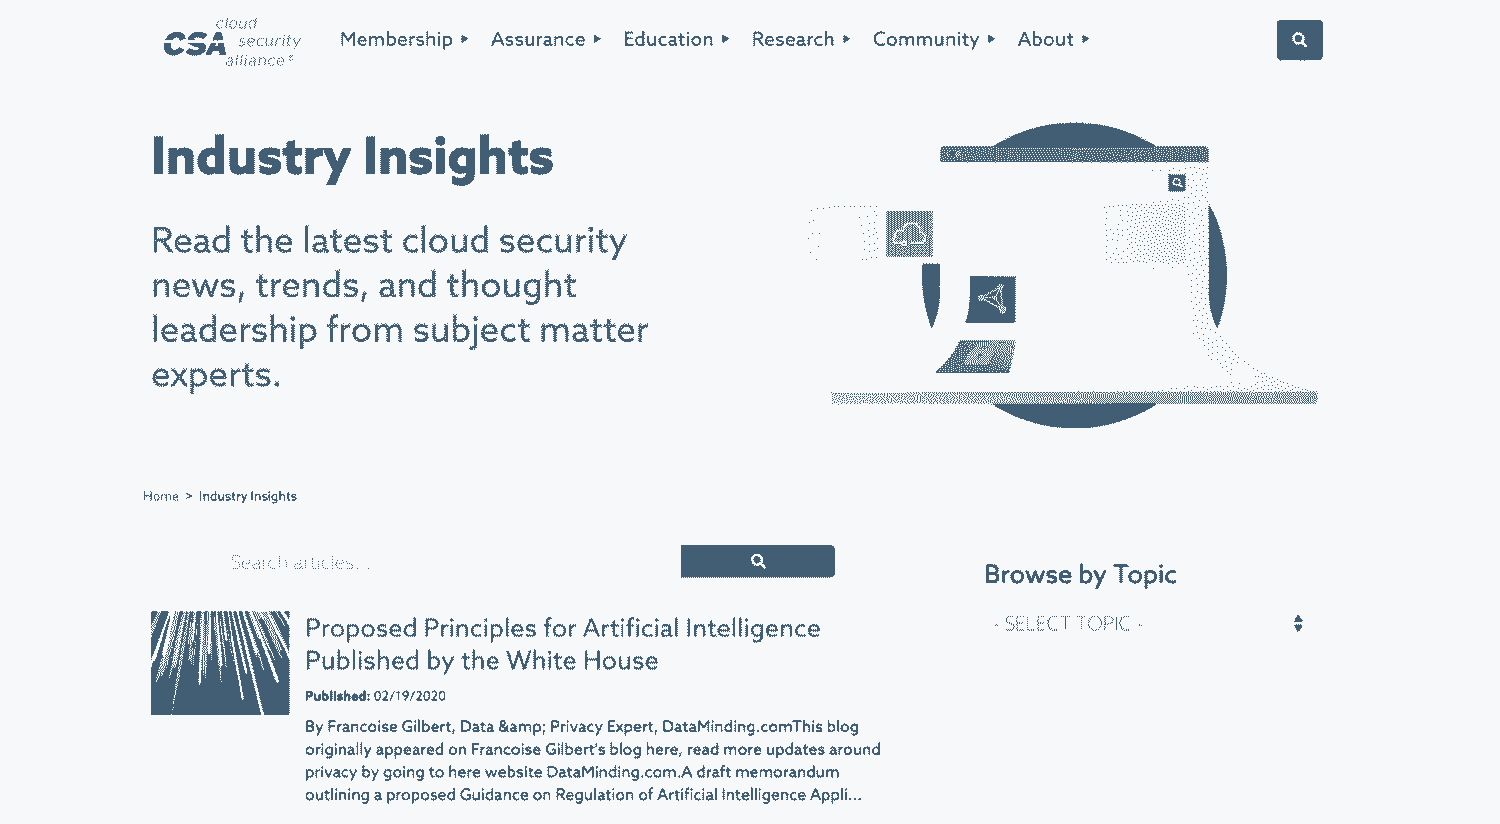 cloud
CSA security
alliance®
Membership Assurance Education Research Community About
Industry Insights
Read the latest cloud security
news, trends, and thought
leadership from subject matter
experts.
Home > Industry Insights
Search articles...
Browse by Topic
- SELECT TOPIC -
Proposed Principles for Artificial Intelligence
Published by the White House
Published: 02/19/2020
By Francoise Gilbert, Data &amp; Privacy Expert, DataMinding.comThis blog
originally appeared on Francoise Gilbert's blog here, read more updates around
privacy by going to here website DataMinding.com.A draft memorandum
outlining a proposed Guidance on Regulation of Artificial Intelligence Appli...